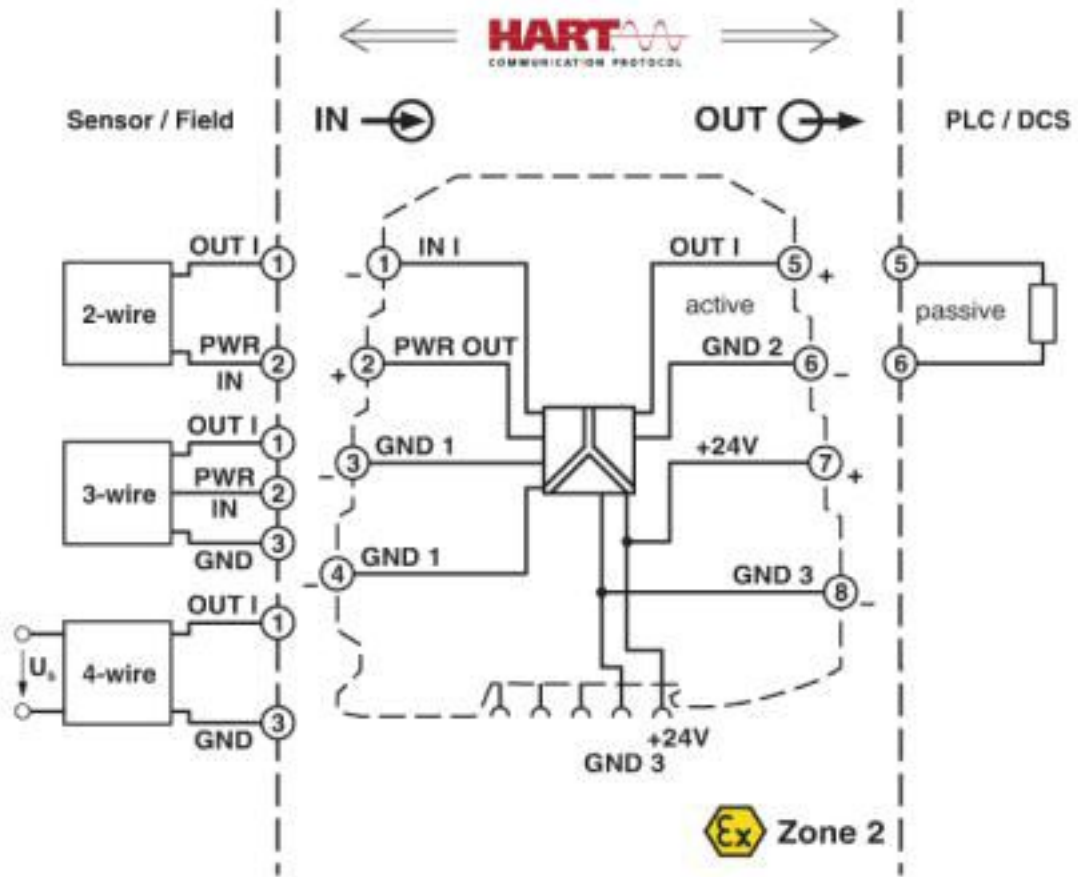 HART
COMMUNICATION PROTOCOL
Sensor / Field
IN
OUT
PLC / DCS
OUT I
1
2-wire
PWR
IN
2
OUT I
1
3-wire
PWR
IN
2
GND
3
OUT I
1
Us
4-wire
GND
3
1
–
IN I
2
+
PWR OUT
3
–
GND 1
4
–
GND 1
OUT I
5
+
active
GND 2
6
–
+24V
7
+
GND 3
8
–
+24V
GND 3
5
passive
6
Ex
Zone 2